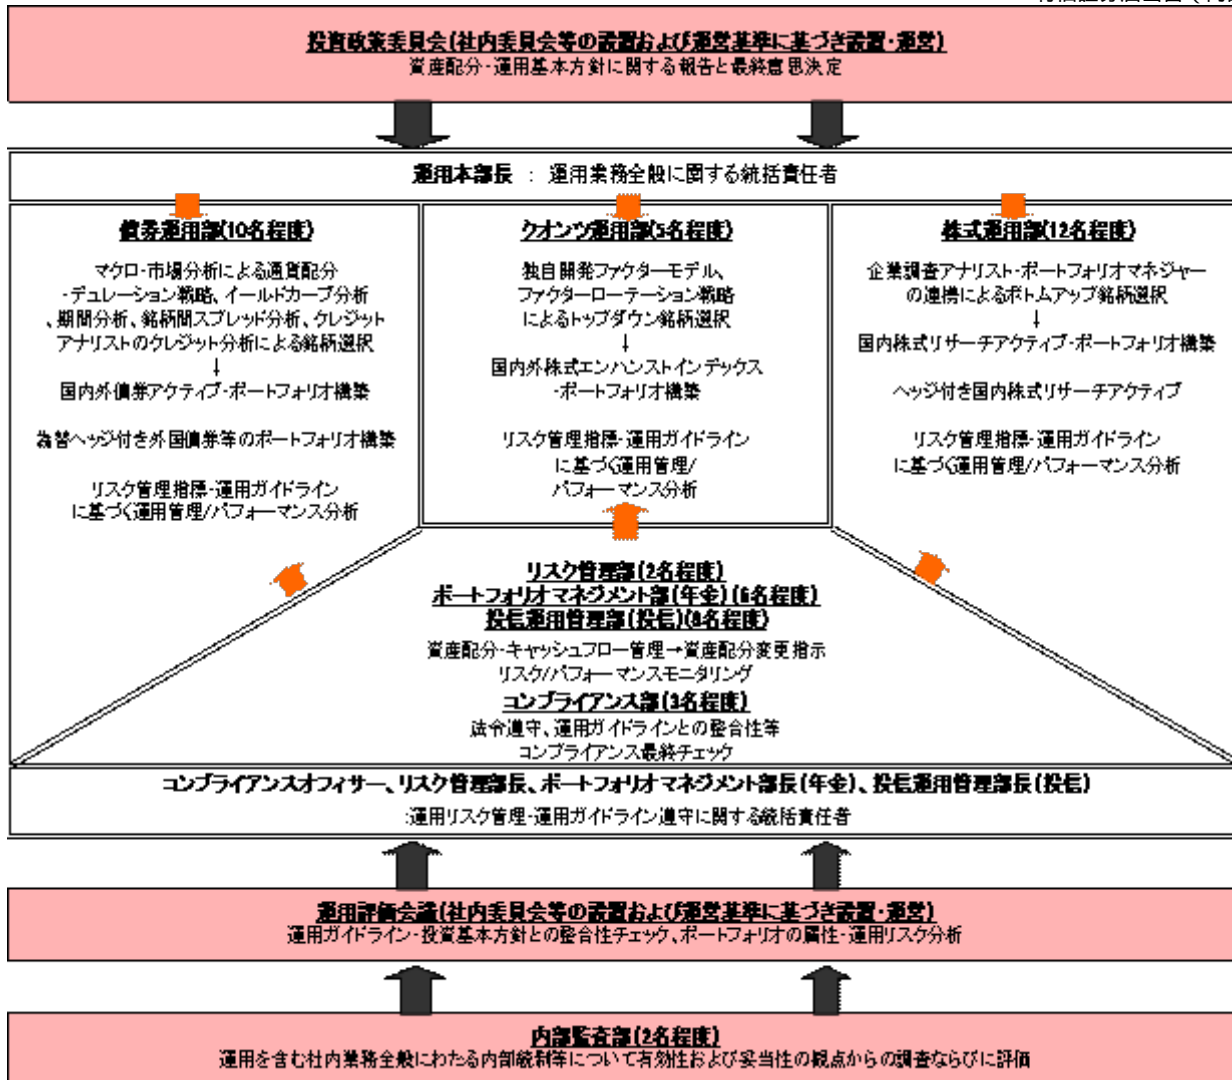 投資政策委員会(社内委員会等の設置および運営基準に基づき設置・運営)
資産配分・運用基本方針に関する報告と最終意思決定
運用本部長 : 運用業務全般に関する統括責任者
債券運用部(10名程度)
マクロ・市場分析による通貨配分
・デュレーション戦略、イールドカーブ分析
、期間分析、銘柄間スプレッド分析、クレジット
アナリストのクレジット分析による銘柄選択
↓
国内外債券アクティブ・ポートフォリオ構築
為替ヘッジ付き外国債券等のポートフォリオ構築
リスク管理指標・運用ガイドライン
に基づく運用管理/パフォーマンス分析
クオンツ運用部(5名程度)
独自開発ファクターモデル、
ファクターローテーション戦略
によるトップダウン銘柄選択
↓
国内外株式エンハンストインデックス
・ポートフォリオ構築
リスク管理指標・運用ガイドライン
に基づく運用管理/
パフォーマンス分析
株式運用部(12名程度)
企業調査アナリスト・ポートフォリオマネジャー
の連携によるボトムアップ銘柄選択
↓
国内株式リサーチアクティブ・ポートフォリオ構築
ヘッジ付き国内株式リサーチアクティブ
リスク管理指標・運用ガイドライン
に基づく運用管理/パフォーマンス分析
リスク管理部(2名程度)
ポートフォリオマネジメント部(年金)(6名程度)
投信運用管理部(投信)(8名程度)
資産配分・キャッシュフロー管理→資産配分変更指示
リスク/パフォーマンスモニタリング
コンプライアンス部(3名程度)
法令遵守、運用ガイドラインとの整合性等
コンプライアンス最終チェック
コンプライアンスオフィサー、リスク管理部長、ポートフォリオマネジメント部長(年金)、投信運用管理部長(投信)
:運用リスク管理・運用ガイドライン遵守に関する統括責任者
運用評価会議(社内委員会等の設置および運営基準に基づき設置・運営)
運用ガイドライン・投資基本方針との整合性チェック、ポートフォリオの属性・運用リスク分析
内部監査部(2名程度)
運用を含む社内業務全般にわたる内部統制等について有効性および妥当性の観点からの調査ならびに評価